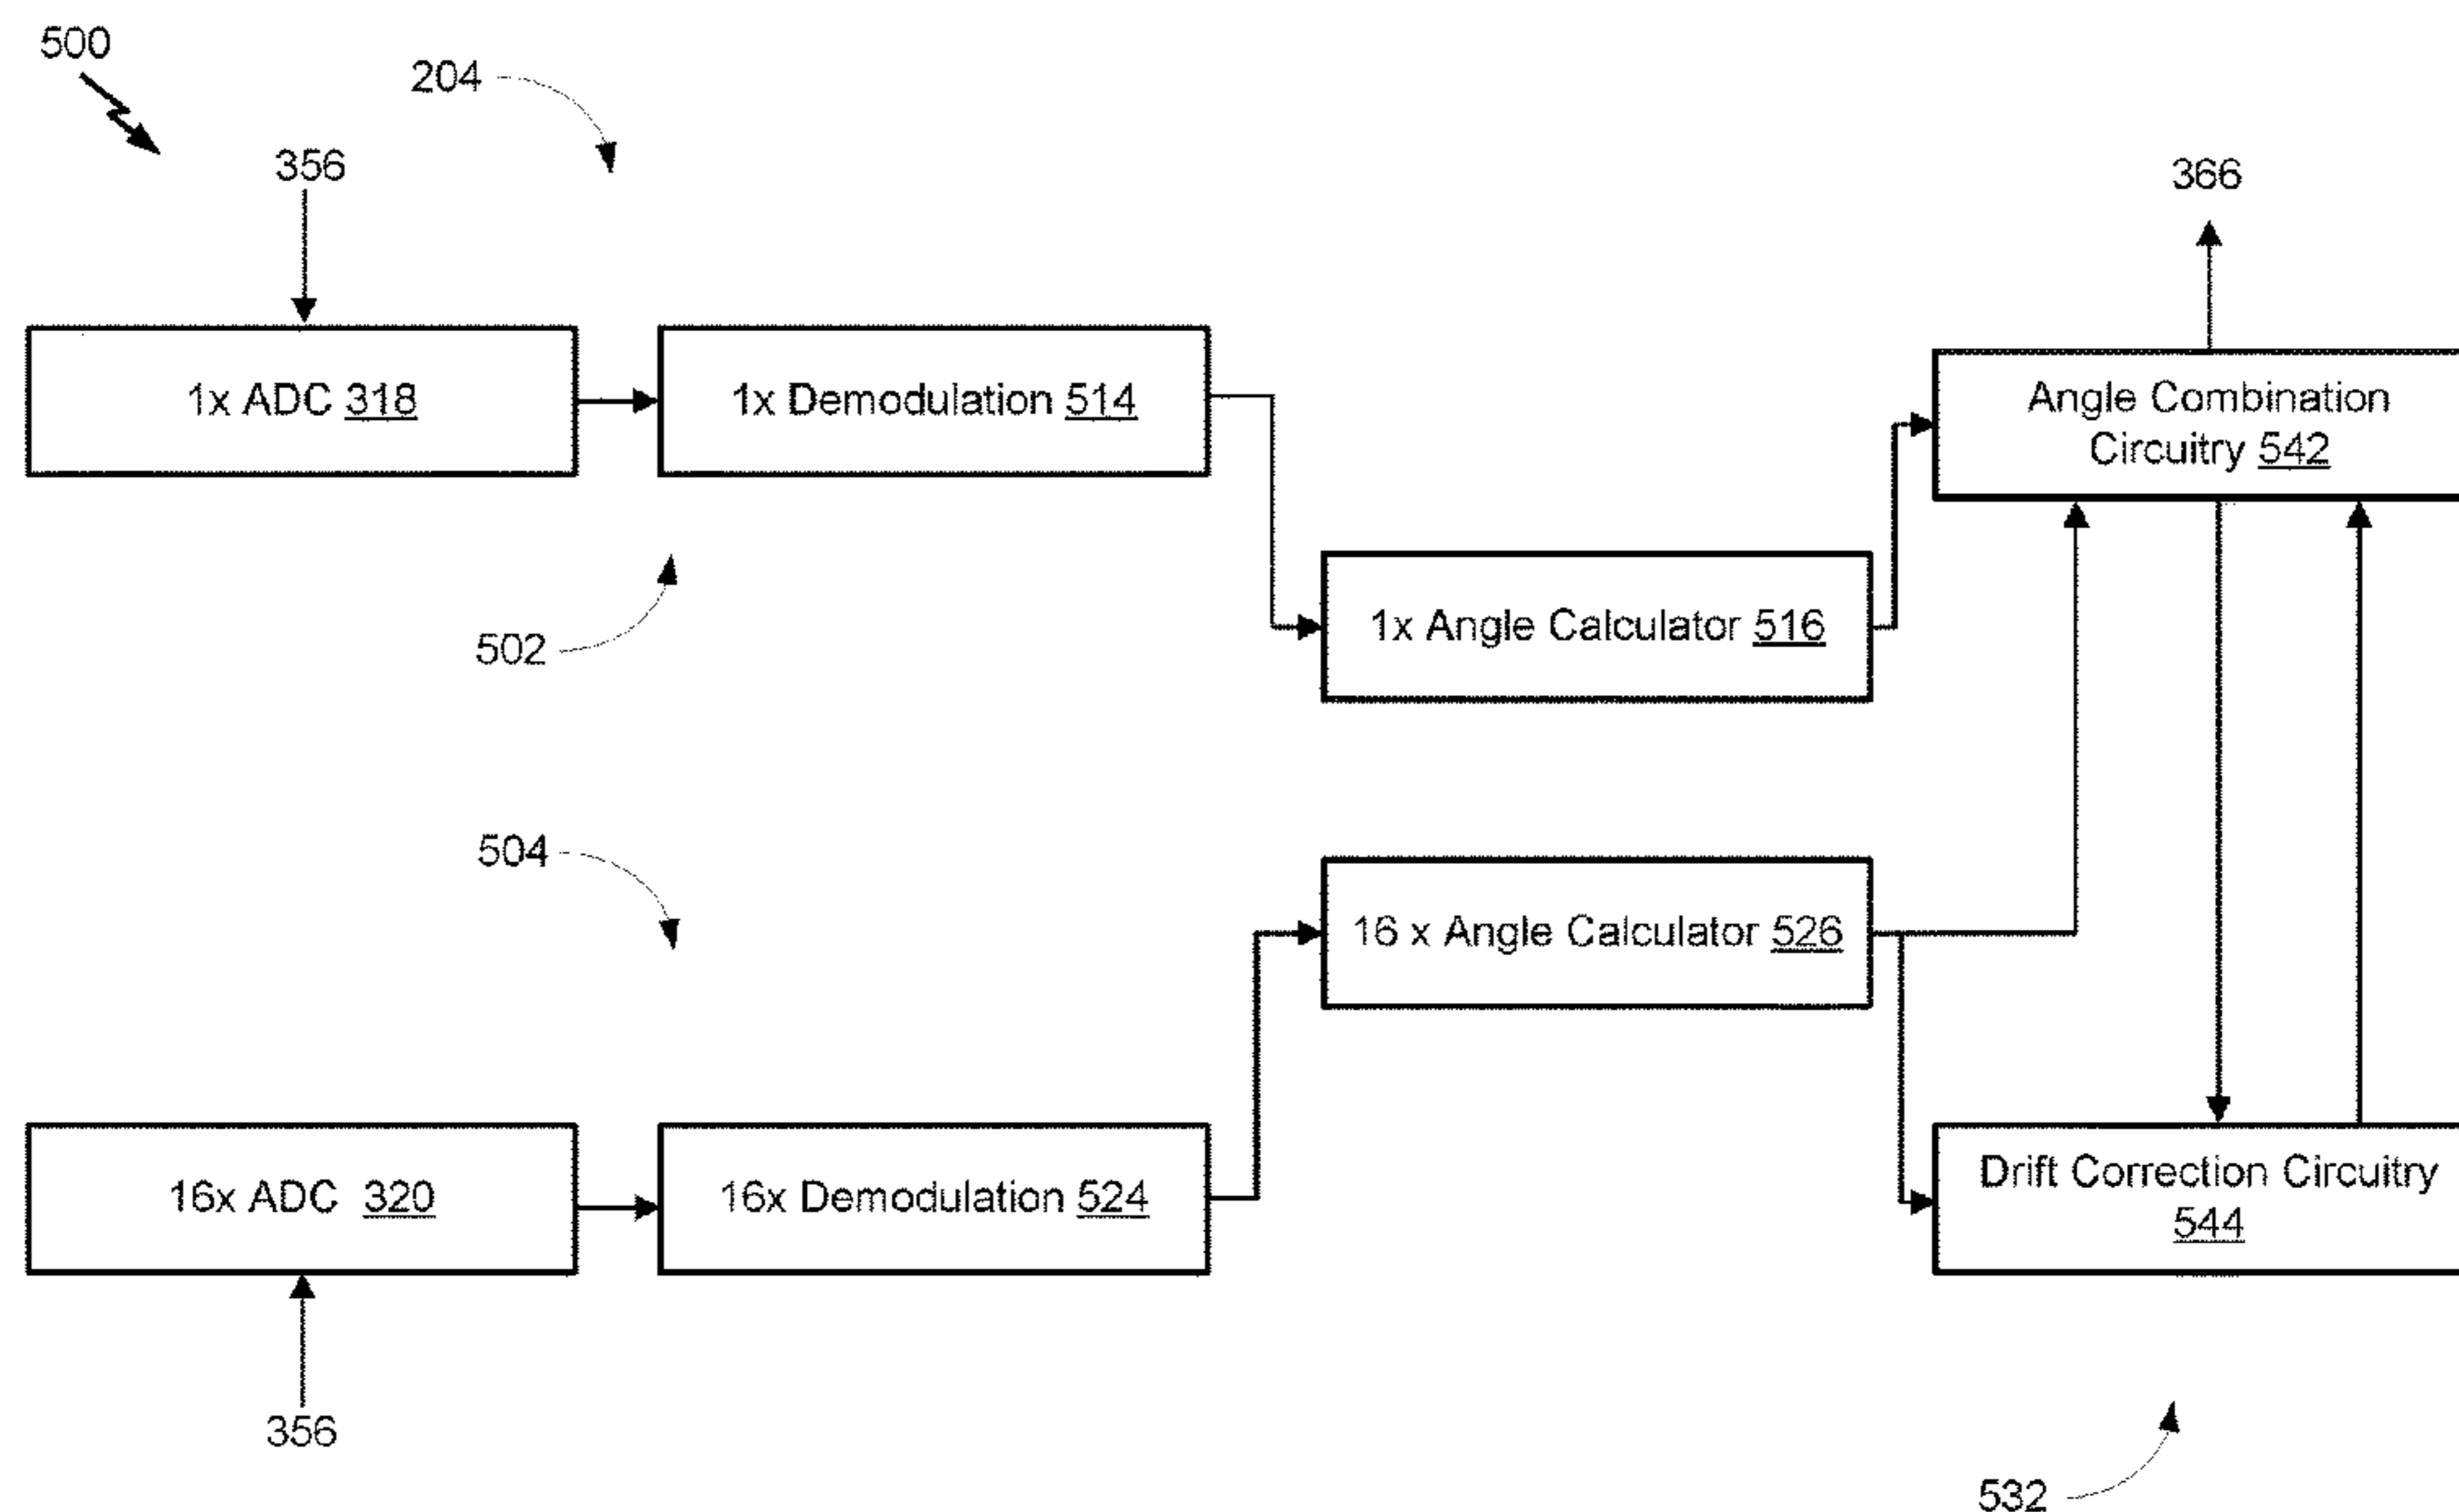 500
204
356
366
1x ADC 318
1x Demodulation 514
Angle Combination
Circuitry 542
502
1x Angle Calculator 516
504
16 x Angle Calculator 526
16x ADC 320
16x Demodulation 524
Drift Correction Circuitry
544
356
532